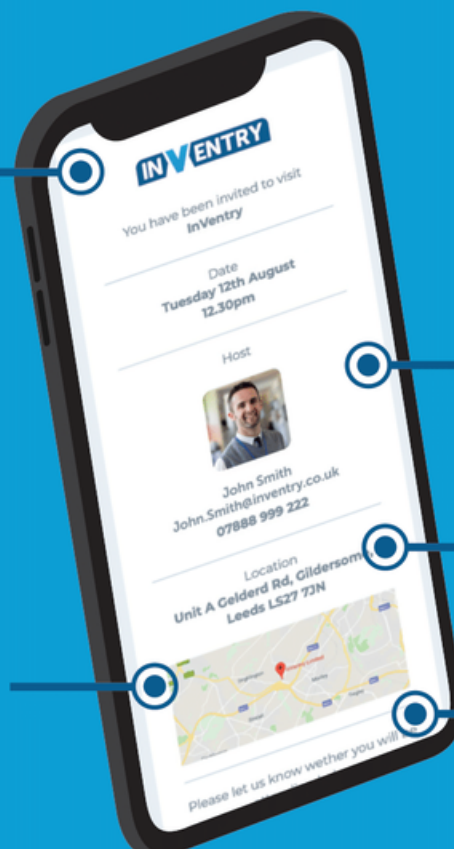 INVENTRY
You have been invited to visit
InVentry
Date
Tuesday 12th August
12.30pm
Host
John Smith
John.Smith@inventry.co.uk
07888 999 222
Location
Unit A Gelderd Rd, Gildersome,
Leeds LS27 7JN
InVentry Limited
Please let us know wether you will